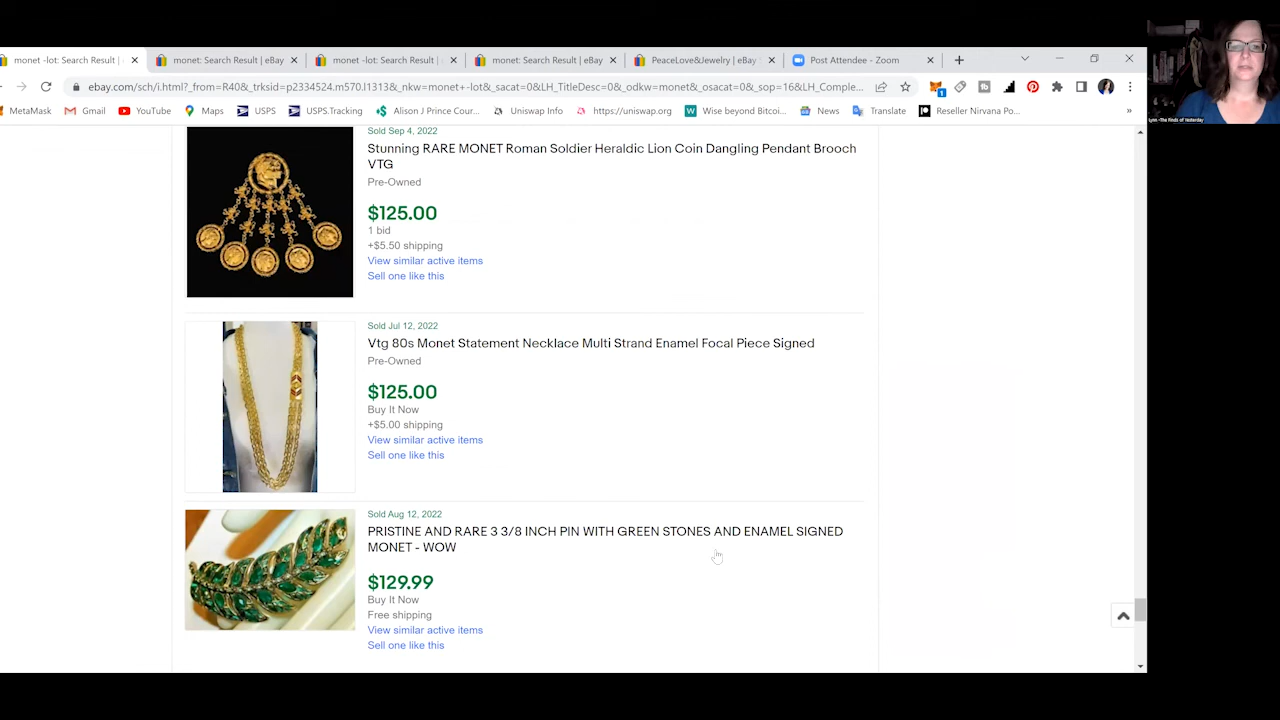 monet -lot: Search Result |
monet: Search Result | eBay
monet -lot: Search Result |
monet: Search Result | eBay
PeaceLove&Jewelry | eBay
Post Attendee - Zoom
ebay.com/sch/i.html?_from=R40&_trksid=p2334524.m570.l1313&_nkw=monet+-lot&_sacat=0&LH_TitleDesc=0&_odkw=monet&_osacat=0&_sop=16&LH_Comple...
MetaMask
Gmail
YouTube
Maps
USPS
USPS.Tracking
Alison J Prince Cour...
Uniswap Info
https://uniswap.org
Wise beyond Bitcoi...
News
Translate
Reseller Nirvana Po...
»
Lynn -The Finds of Yesterday
Sold Sep 4, 2022
Stunning RARE MONET Roman Soldier Heraldic Lion Coin Dangling Pendant Brooch
VTG
Pre-Owned
$125.00
1 bid
+$5.50 shipping
View similar active items
Sell one like this
Sold Jul 12, 2022
Vtg 80s Monet Statement Necklace Multi Strand Enamel Focal Piece Signed
Pre-Owned
$125.00
Buy It Now
+$5.00 shipping
View similar active items
Sell one like this
Sold Aug 12, 2022
PRISTINE AND RARE 3 3/8 INCH PIN WITH GREEN STONES AND ENAMEL SIGNED
MONET - WOW
$129.99
Buy It Now
Free shipping
View similar active items
Sell one like this